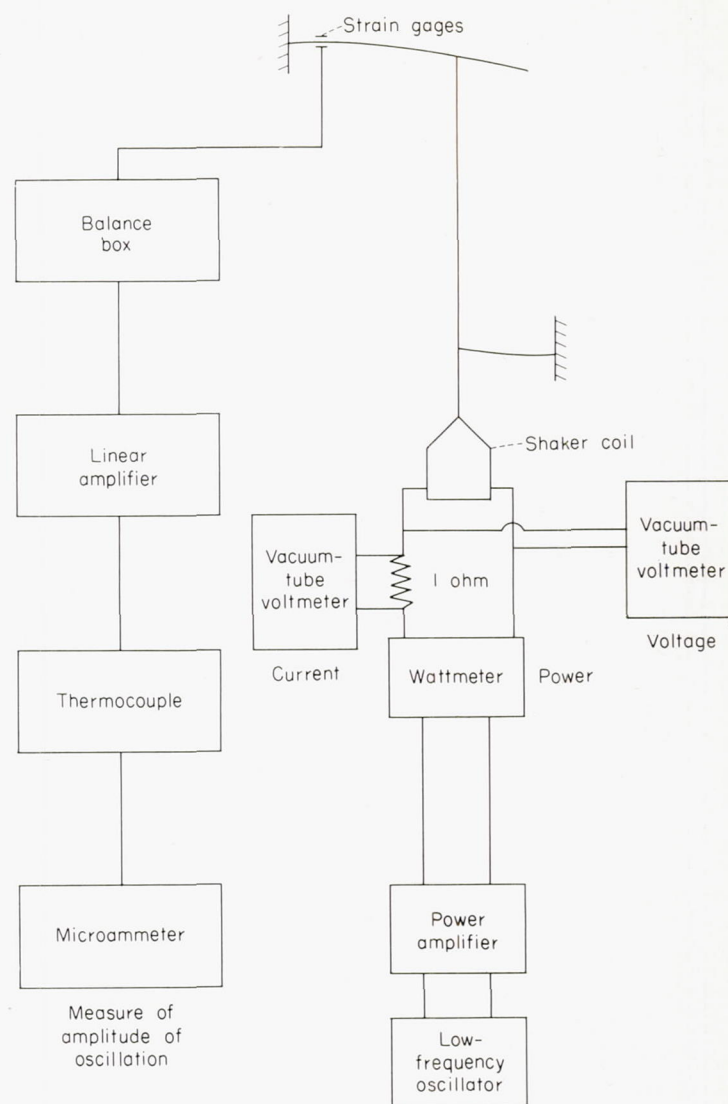 Strain gages
Balance
box
Linear
amplifier
Shaker coil
Vacuum-
tube
voltmeter
1 ohm
Vacuum-
tube
voltmeter
Current
Voltage
Wattmeter
Power
Thermocouple
Microammeter
Power
amplifier
Measure of
amplitude of
oscillation
Low-
frequency
oscillator